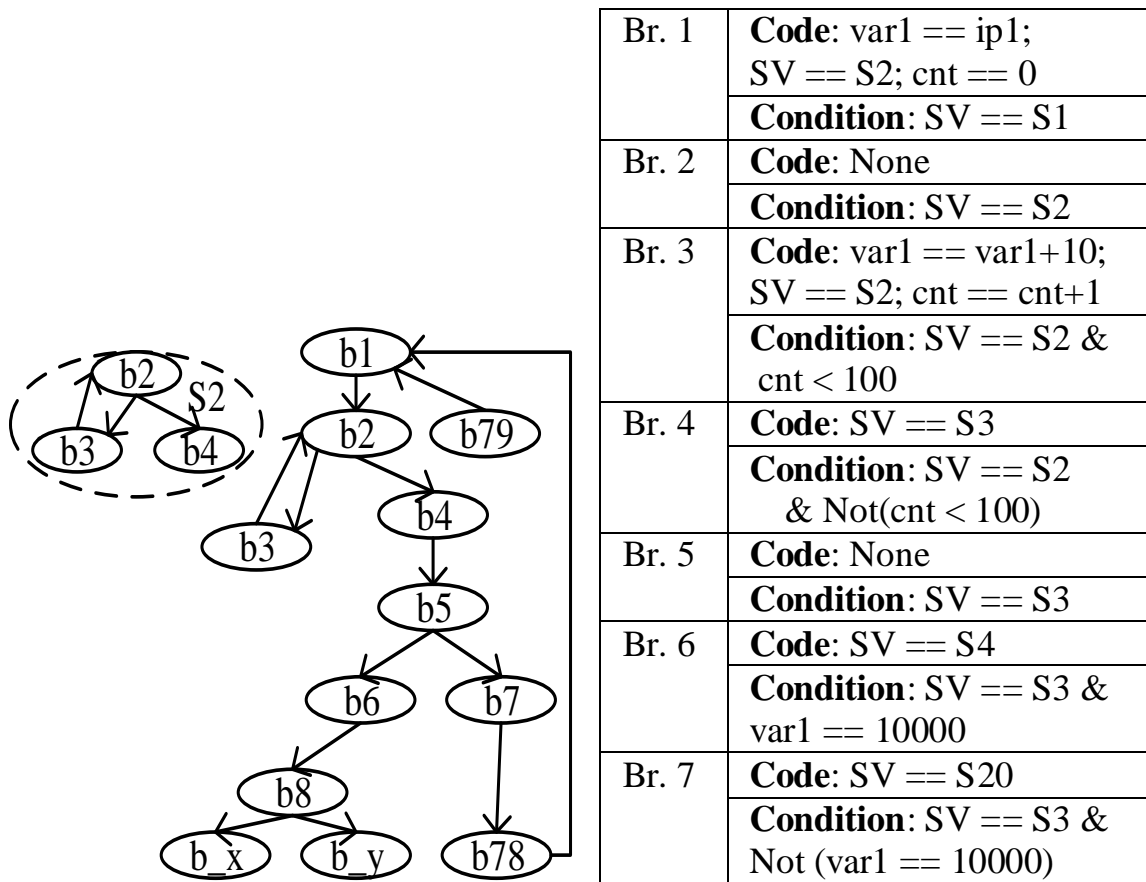 b2
S2
b3
b4
b1
b2
b79
b4
b3
b5
b6
b7
b8
b_x
b_y
b78
Br. 1
Code: var1 == ip1;
SV == S2; cnt == 0
Condition: SV == S1
Br. 2
Code: None
Condition: SV == S2
Br. 3
Code: var1 == var1+10;
SV == S2; cnt == cnt+1
Condition: SV == S2 &
cnt < 100
Br. 4
Code: SV == S3
Condition: SV == S2
& Not(cnt < 100)
Br. 5
Code: None
Condition: SV == S3
Br. 6
Code: SV == S4
Condition: SV == S3 &
var1 == 10000
Br. 7
Code: SV == S20
Condition: SV == S3 &
Not (var1 == 10000)